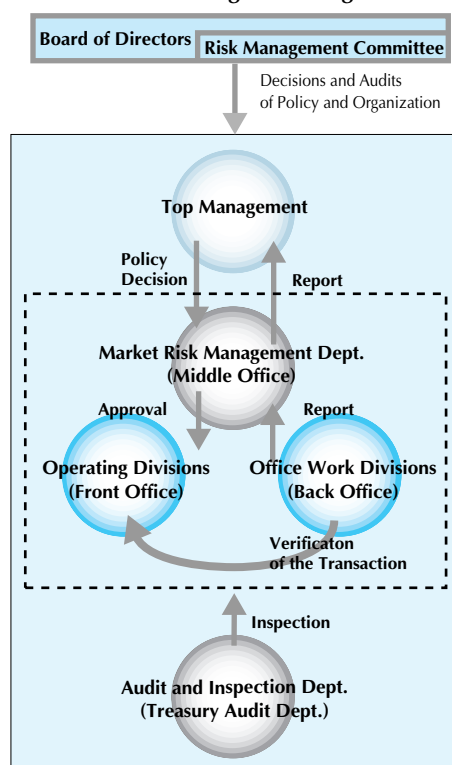 Board of Directors
Risk Management Committee
Decisions and Audits
of Policy and Organization
Top Management
Policy
Decision
Report
Market Risk Management Dept.
(Middle Office)
Approval
Report
Operating Divisions
(Front Office)
Office Work Divisions
(Back Office)
Verificaton
of the Transaction
Inspection
Audit and Inspection Dept.
(Treasury Audit Dept.)